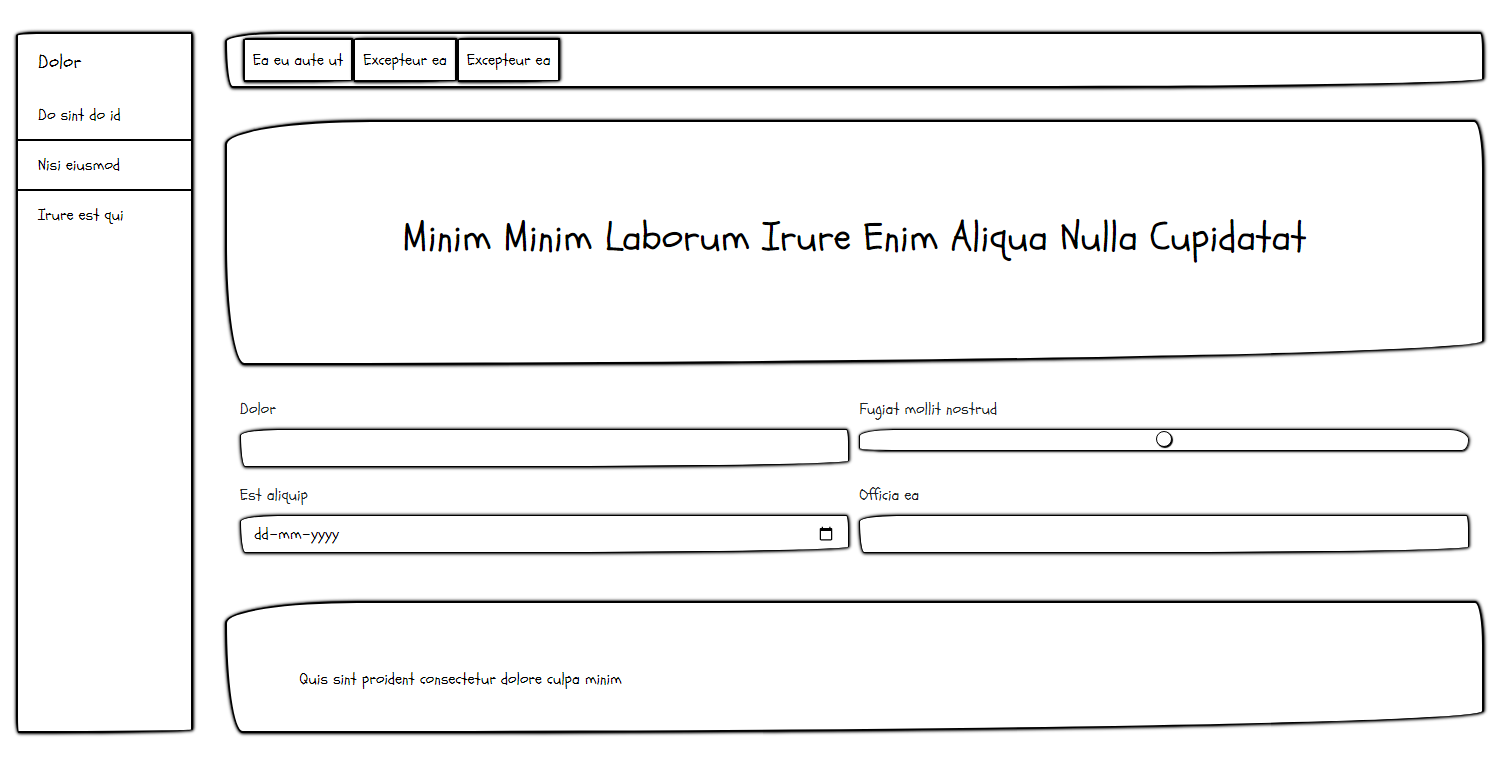 Dolor
Do sint do id
Nisi eiusmod
Irure est qui
Ea eu aute ut
Excepteur ea
Excepteur ea
Minim Minim Laborum Irure Enim Aliqua Nulla Cupidatat
Dolor
Fugiat mollit nostrud
Est aliquip
dd-mm-yyyy
Officia ea
Quis sint proident consectetur dolore culpa minim